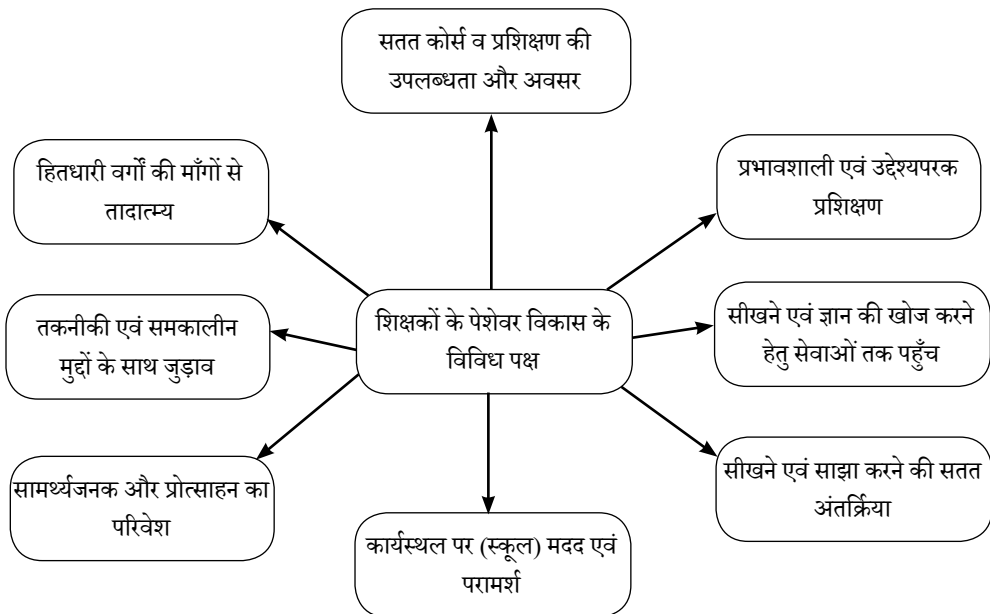 सतत कोर्स व प्रशिक्षण की
उपलब्धता और अवसर
हितधारी वर्गों की माँगों से
तादात्म्य
प्रभावशाली एवं उद्देश्यपरक
प्रशिक्षण
तकनीकी एवं समकालीन
मुद्दों के साथ जुड़ाव
शिक्षकों के पेशेवर विकास के
विविध पक्ष
सीखने एवं ज्ञान की खोज करने
हेतु सेवाओं तक पहुँच
सामर्थ्यजनक और प्रोत्साहन का
परिवेश
कार्यस्थल पर (स्कूल) मदद एवं
परामर्श
सीखने एवं साझा करने की सतत
अंतर्क्रिया